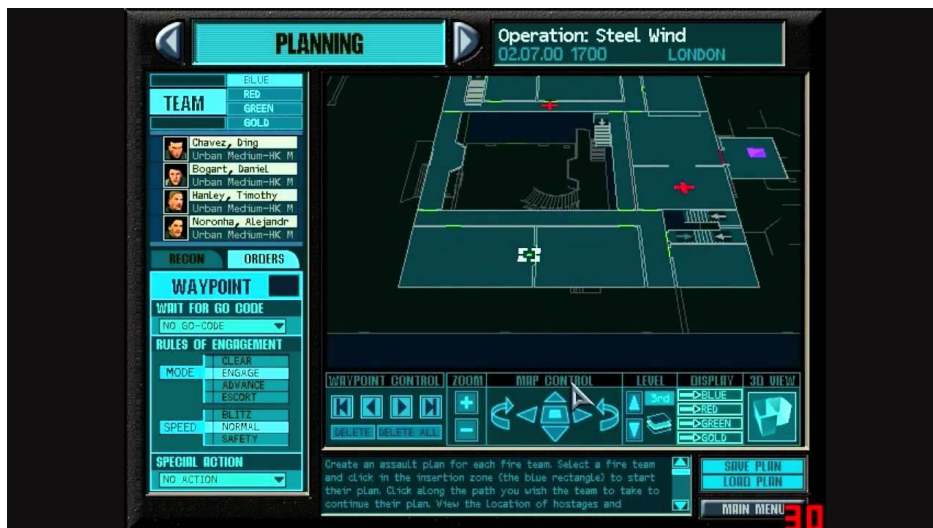 PLANNING
Operation: Steel Wind
02.07.00 1700 LONDON
TEAM
BLUE
RED
GREEN
GOLD
Chavez, Ding
Urban Medium-HK M
Bogart, Daniel
Urban Medium-HK M
Hanley, Timothy
Urban Medium-HK M
Noronha, Alejandr
Urban Medium-HK M
RECON ORDERS
WAYPOINT
WAIT FOR GO CODE
NO GO-CODE
RULES OF ENGAGEMENT
MODE
CLEAR
ENGAGE
ADVANCE
ESCORT
SPEED
BLITZ
NORMAL
SAFETY
SPECIAL ACTION
NO ACTION
WAYPOINT CONTROL ZOOM MAP CONTROL LEVEL DISPLAY 3D VIEW
3rd
BLUE
RED
GREEN
GOLD
DELETE DELETE ALL
Create an assault plan for each fire team. Select a fire team
and click in the insertion zone (the blue rectangle) to start
their plan. Click along the path you wish the team to take to
continue their plan. View the location of hostages and
SAVE PLAN
LOAD PLAN
MAIN MENU
30